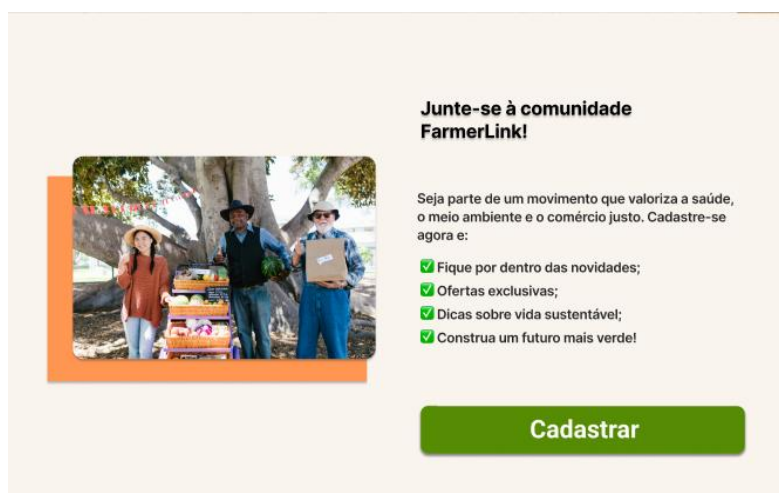 Junte-se à comunidade
FarmerLink!
Seja parte de um movimento que valoriza a saúde,
o meio ambiente e o comércio justo. Cadastre-se
agora e:
✅ Fique por dentro das novidades;
✅ Ofertas exclusivas;
✅ Dicas sobre vida sustentável;
✅ Construa um futuro mais verde!
Cadastrar